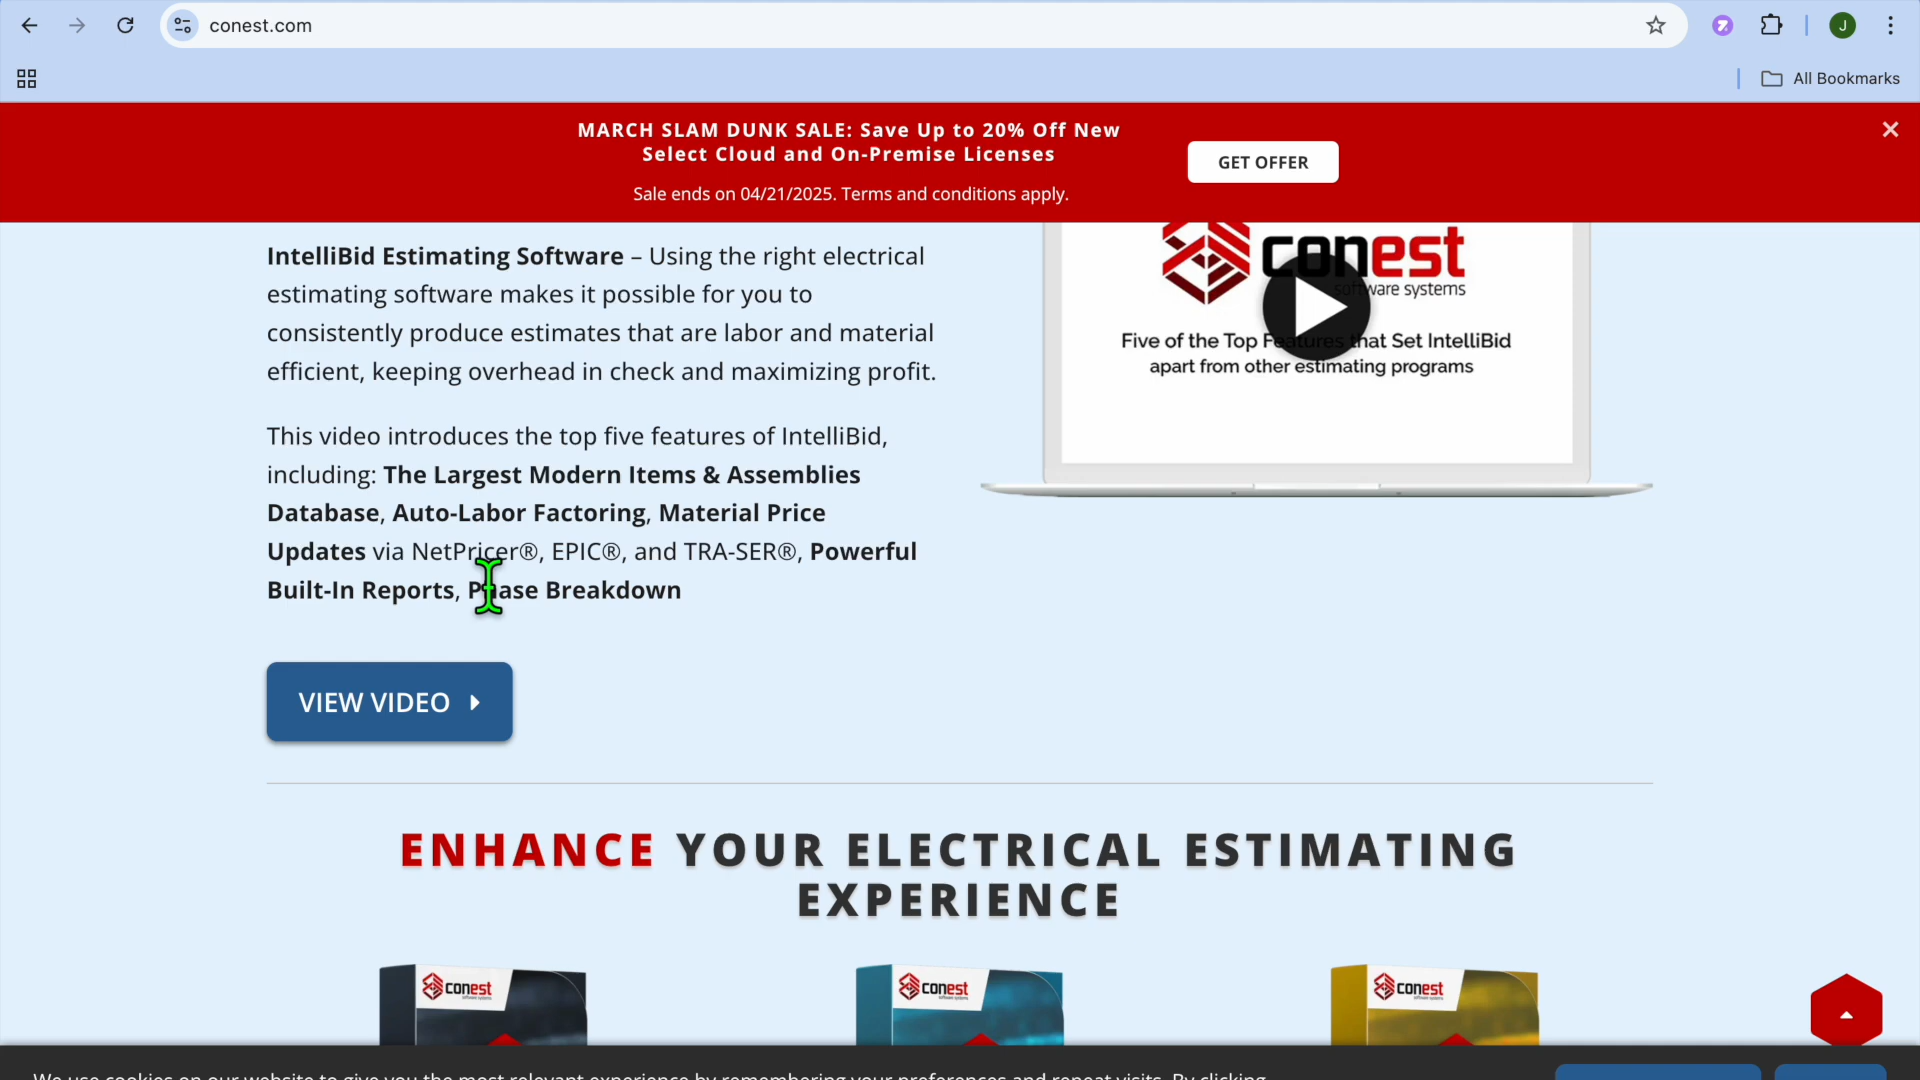 conest.com
J
All Bookmarks
MARCH SLAM DUNK SALE: Save Up to 20% Off New
Select Cloud and On-Premise Licenses
GET OFFER
Sale ends on 04/21/2025. Terms and conditions apply.
IntelliBid Estimating Software – Using the right electrical
estimating software makes it possible for you to
consistently produce estimates that are labor and material
efficient, keeping overhead in check and maximizing profit.
conest
software systems
Five of the Top Features that Set IntelliBid
apart from other estimating programs
This video introduces the top five features of IntelliBid,
including: The Largest Modern Items & Assemblies
Database, Auto-Labor Factoring, Material Price
Updates via NetPricer®, EPIC®, and TRA-SER®, Powerful
Built-In Reports, Phase Breakdown
VIEW VIDEO
ENHANCE YOUR ELECTRICAL ESTIMATING
EXPERIENCE
conest
conest
conest
We use cookies on our website to give you the most relevant experience by remembering your preferences and repeat visits. By clicking